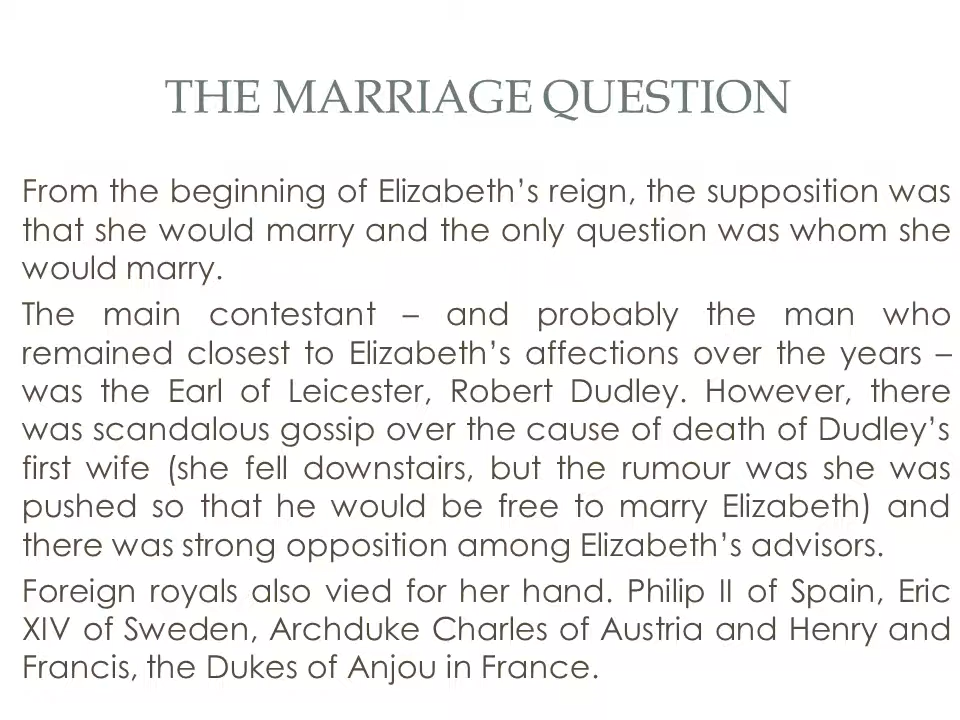 THE MARRIAGE QUESTION
From the beginning of Elizabeth’s reign, the supposition was
that she would marry and the only question was whom she
would marry.
The main contestant – and probably the man who
remained closest to Elizabeth’s affections over the years –
was the Earl of Leicester, Robert Dudley. However, there
was scandalous gossip over the cause of death of Dudley’s
first wife (she fell downstairs, but the rumour was she was
pushed so that he would be free to marry Elizabeth) and
there was strong opposition among Elizabeth’s advisors.
Foreign royals also vied for her hand. Philip II of Spain, Eric
XIV of Sweden, Archduke Charles of Austria and Henry and
Francis, the Dukes of Anjou in France.